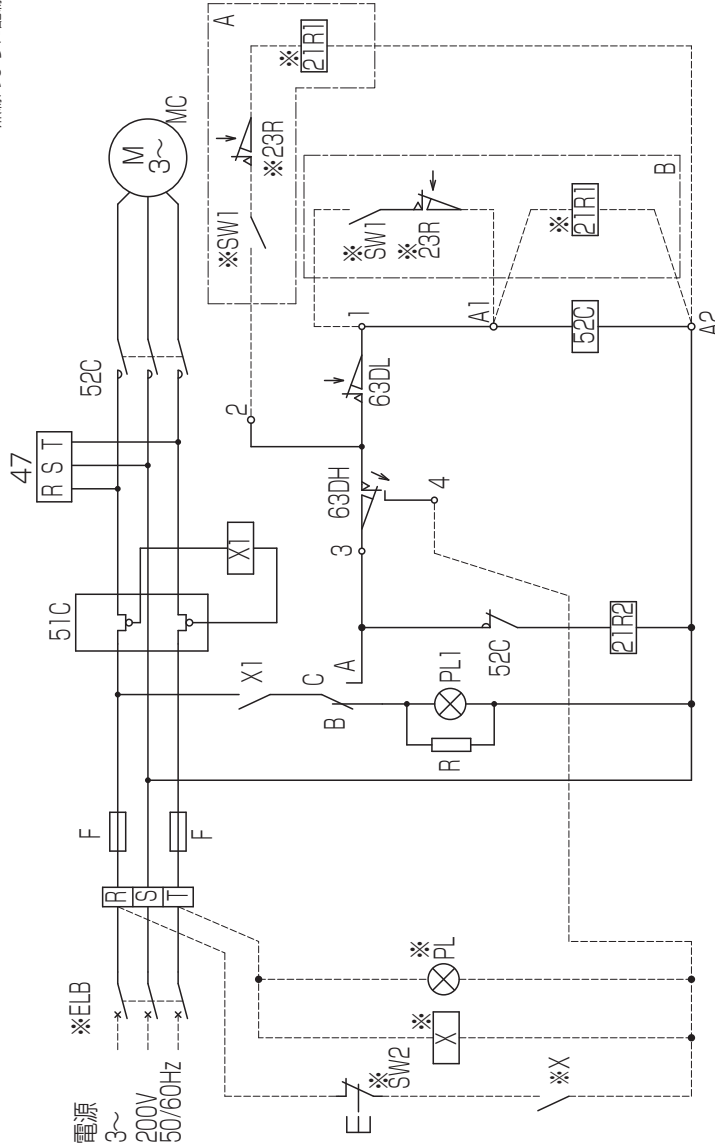 電源
3～
200V
50/60Hz
※ELB
R
S
T
F
F
51C
X1
47
R S T
52C
M
3～
MC
X1
C
B
A
PL1
R
3
63DH
4
2
63DL
1
A1
A2
52C
21R2
52C
A
※SW1
※23R
※
21R1
B
※
SW1
※
23R
※
21R1
※
PL
※
X
※
SW2
E
※X